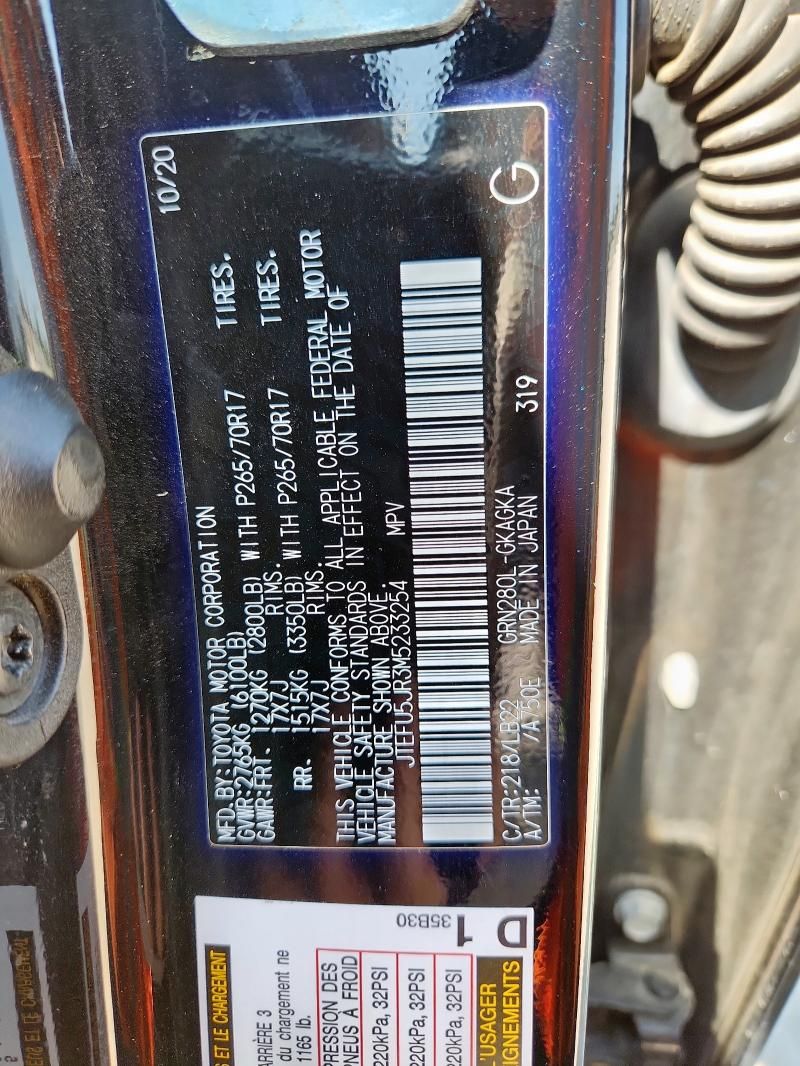 10/20
MFD.BY:TOYOTA MOTOR CORPORATION
GVWR:2765KG (6100LB)
GAWR:FRT. 1270KG (2800LB) WITH P265/70R17 TIRES.
17X7J RIMS.
RR. 1515KG (3350LB) WITH P265/70R17 TIRES.
17X7J RIMS.
THIS VEHICLE CONFORMS TO ALL APPLICABLE FEDERAL MOTOR
VEHICLE SAFETY STANDARDS IN EFFECT ON THE DATE OF
MANUFACTURE SHOWN ABOVE.
JTEFU5JR3M5233254 MPV
C/TR:218/LB22 GRN280L-GKAGKA 319 G
A/TM: /A750E MADE IN JAPAN
S ET LE CHARGEMENT
ARRIÈRE 3
du chargement ne
1165 lb.
PRESSION DES
PNEUS À FROID
220kPa, 32PSI
220kPa, 32PSI
220kPa, 32PSI
L'USAGER
IGNEMENTS
35B30
D 1